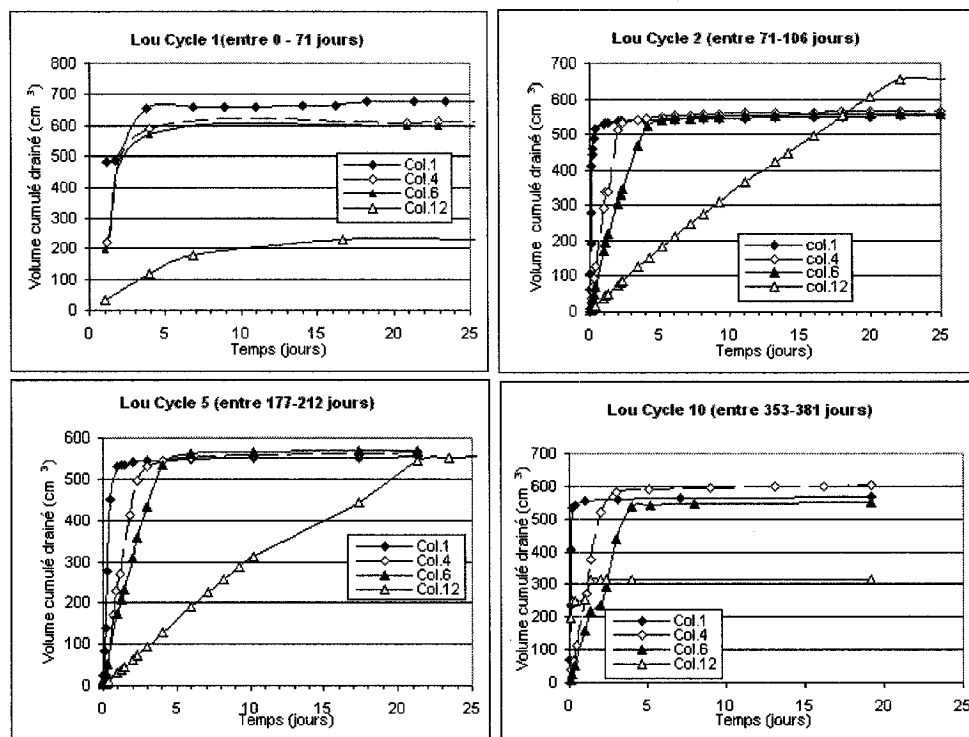 Lou Cycle 1(entre 0 - 71 jours)
Volume cumulé drainé (cm ³)
800
700
600
500
400
300
200
100
0
0 5 10 15 20 25
Temps (jours)
Col.1
Col.4
Col.6
Col.12
Lou Cycle 2 (entre 71-106 jours)
Volume cumulé drainé (cm ³)
700
600
500
400
300
200
100
0
0 5 10 15 20 25
Temps (jours)
col.1
col.4
col.6
col.12
Lou Cycle 5 (entre 177-212 jours)
Volume cumulé drainé (cm ³)
600
500
400
300
200
100
0
0 5 10 15 20 25
Temps (jours)
Col.1
Col.4
Col.6
Col.12
Lou Cycle 10 (entre 353-381 jours)
Volume cumulé drainé (cm ³)
800
700
600
500
400
300
200
100
0
0 5 10 15 20 25
Temps (jours)
Col.1
Col.4
Col.6
Col.12